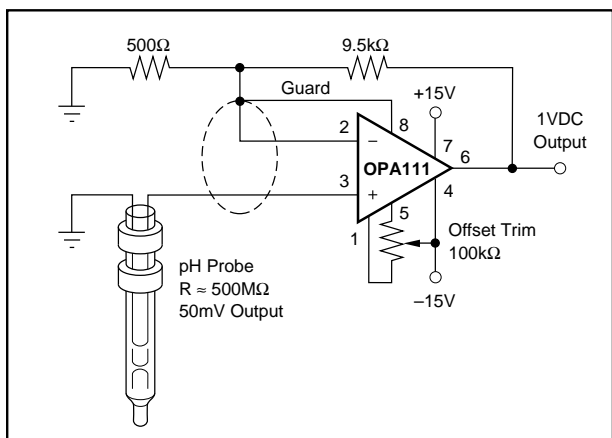 500Ω
9.5kΩ
Guard
+15V
1VDC
Output
2
8
7
−
OPA111
6
3
+
4
5
1
Offset Trim
100kΩ
−15V
pH Probe
R ≈ 500MΩ
50mV Output